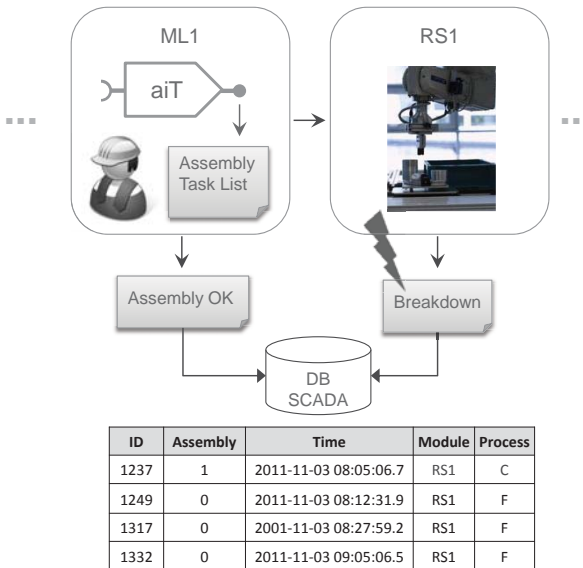 ML1
RS1
aiT
Assembly
Task List
Assembly OK
Breakdown
DB
SCADA
ID Assembly Time Module Process
1237 1 2011-11-03 08:05:06.7 RS1 C
1249 0 2011-11-03 08:12:31.9 RS1 F
1317 0 2001-11-03 08:27:59.2 RS1 F
1332 0 2011-11-03 09:05:06.5 RS1 F